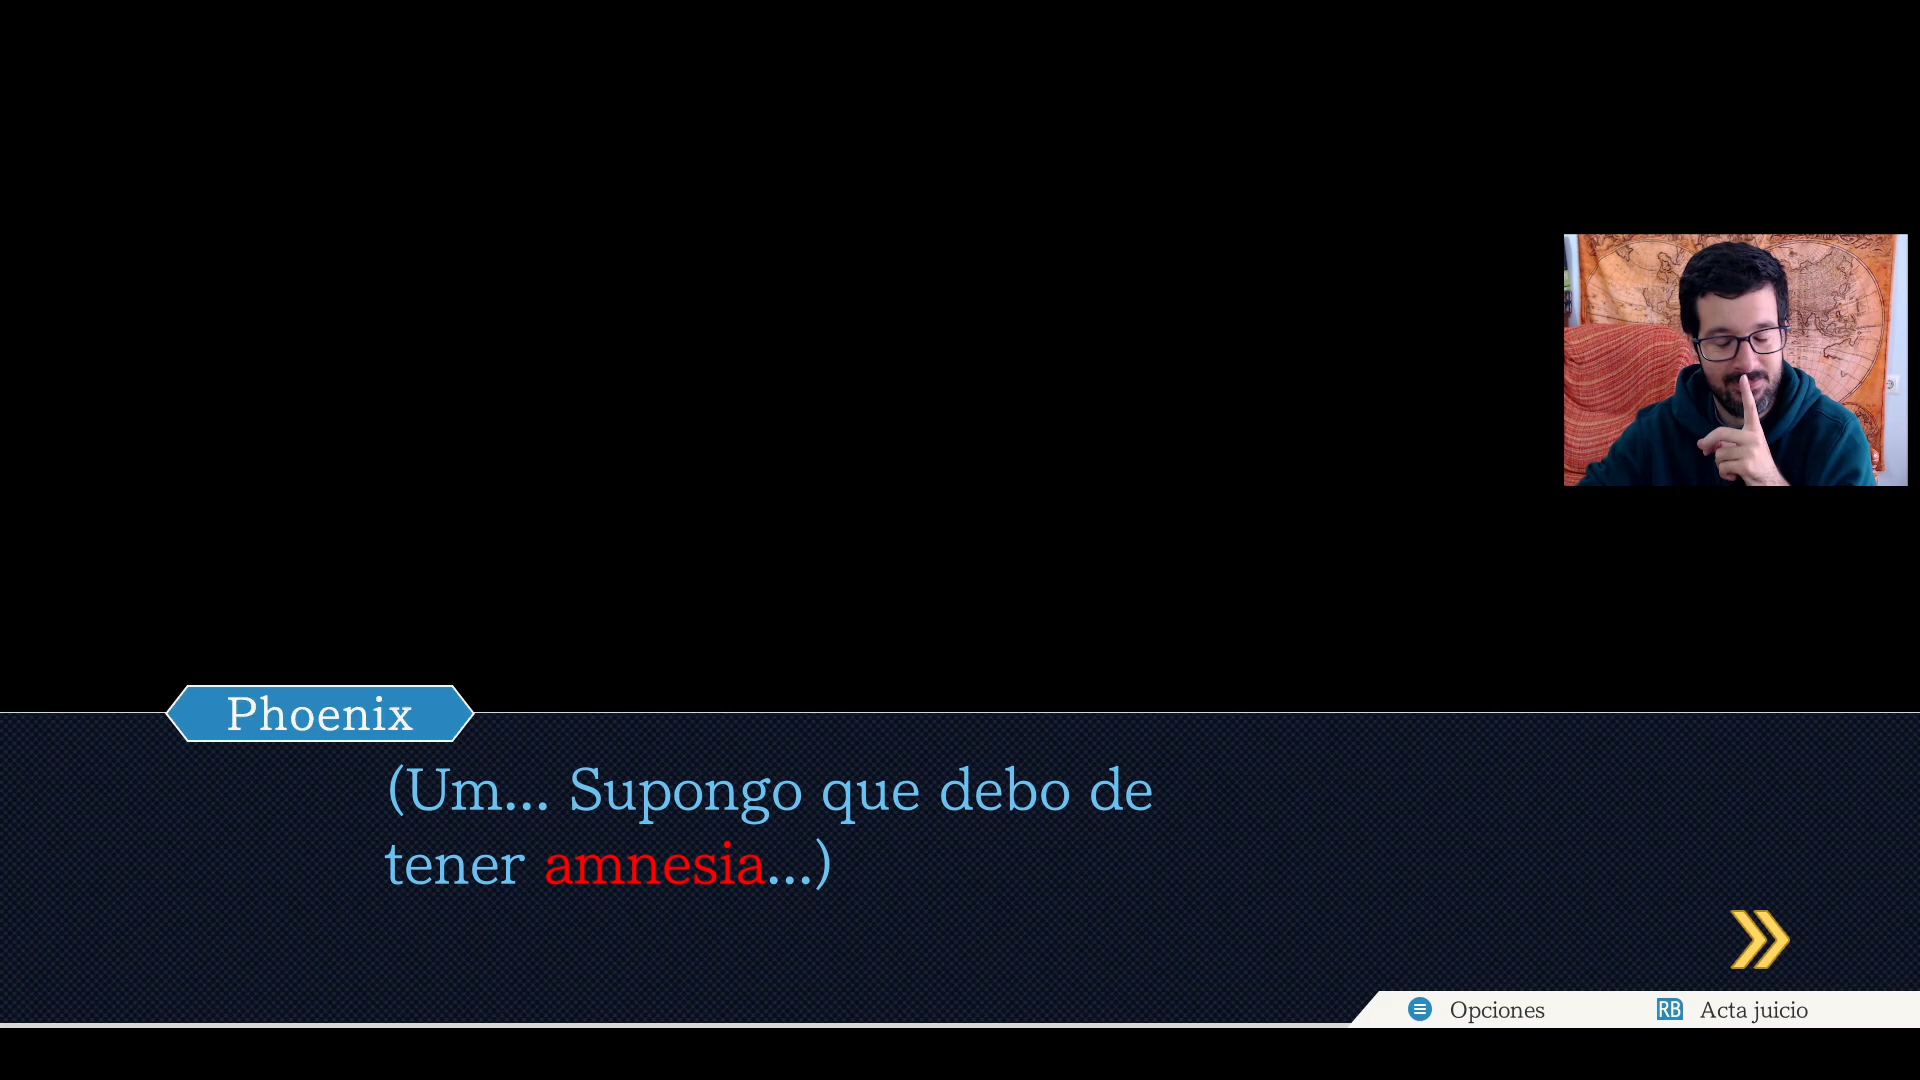 Phoenix
(Um... Supongo que debo de
tener amnesia...)
Opciones
RB Acta juicio